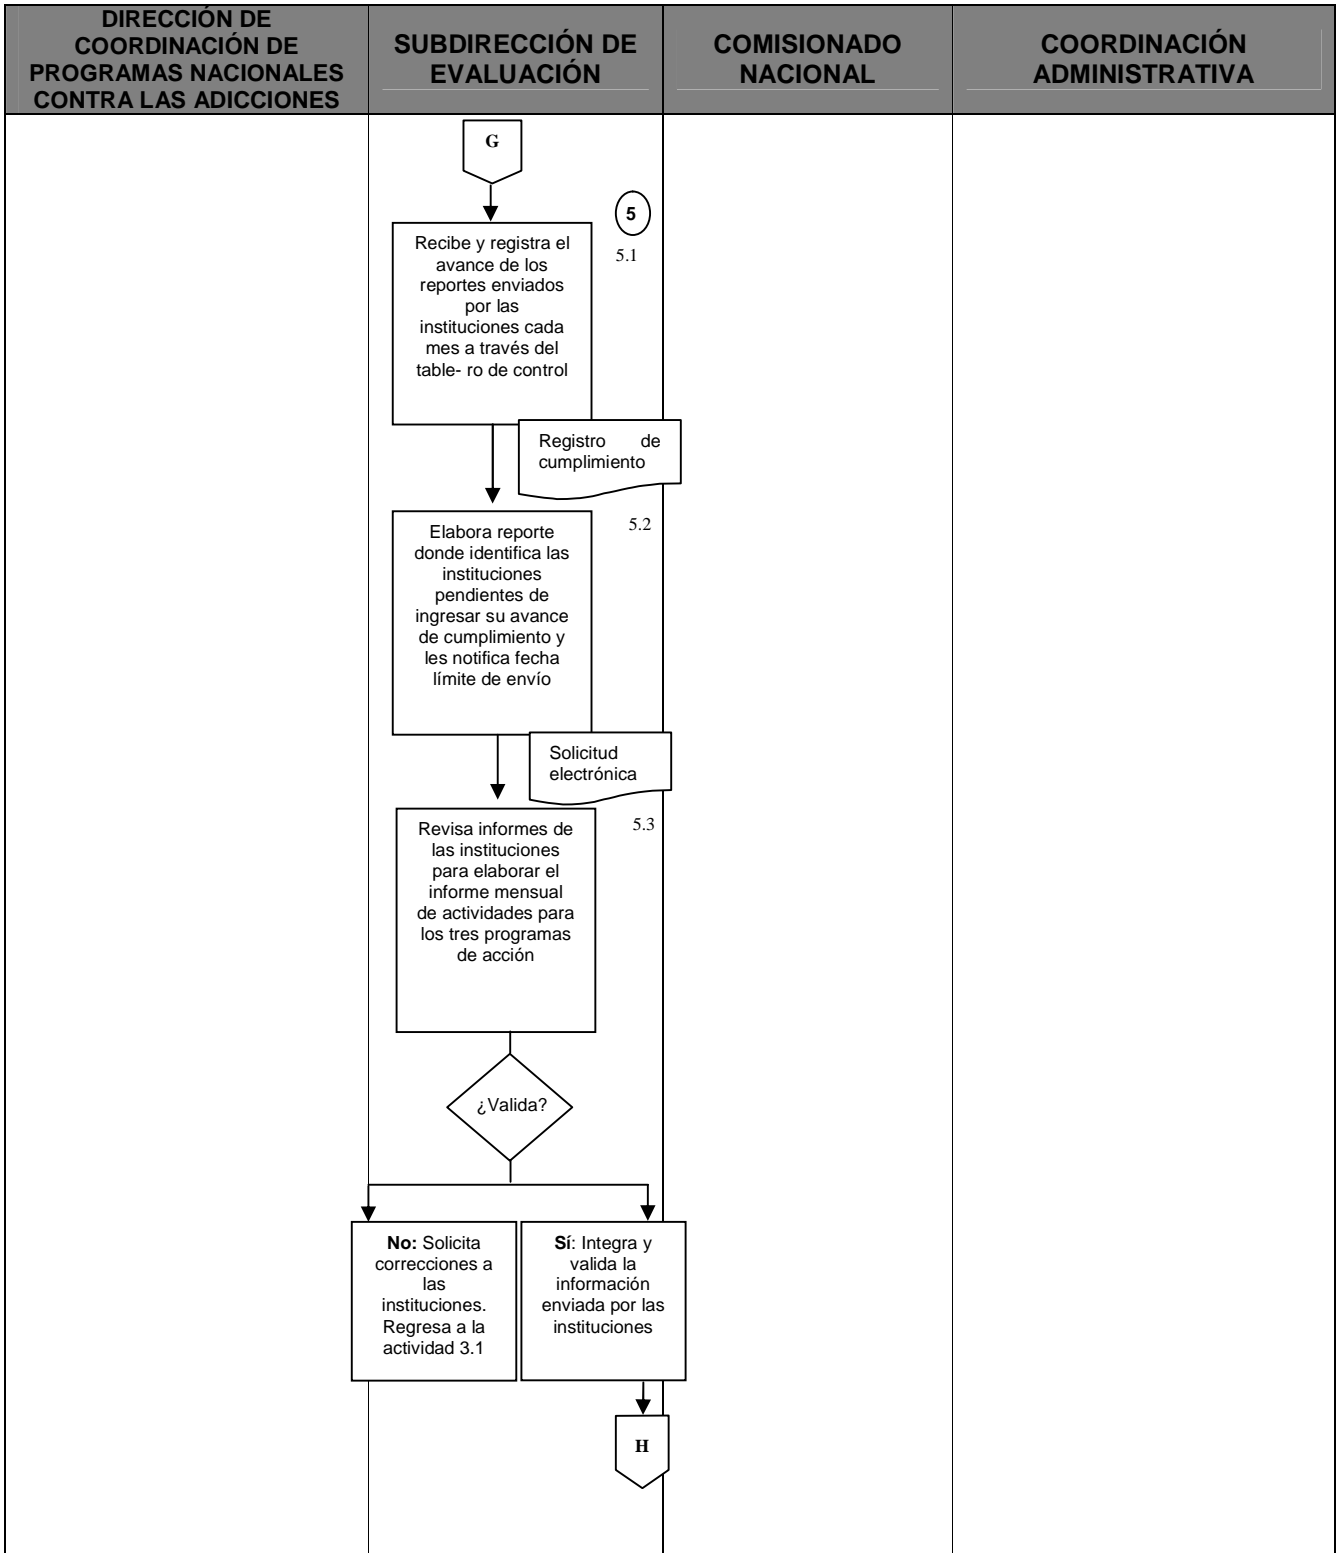 DIRECCIÓN DE
COORDINACIÓN DE
PROGRAMAS NACIONALES
CONTRA LAS ADICCIONES
SUBDIRECCIÓN DE
EVALUACIÓN
COMISIONADO
NACIONAL
COORDINACIÓN
ADMINISTRATIVA
G
5
5.1
Recibe y registra el
avance de los
reportes enviados
por las
instituciones cada
mes a través del
table- ro de control
Registro de
cumplimiento
5.2
Elabora reporte
donde identifica las
instituciones
pendientes de
ingresar su avance
de cumplimiento y
les notifica fecha
límite de envío
Solicitud
electrónica
5.3
Revisa informes de
las instituciones
para elaborar el
informe mensual
de actividades para
los tres programas
de acción
¿Valida?
No: Solicita
correcciones a
las
instituciones.
Regresa a la
actividad 3.1
Sí: Integra y
valida la
información
enviada por las
instituciones
H